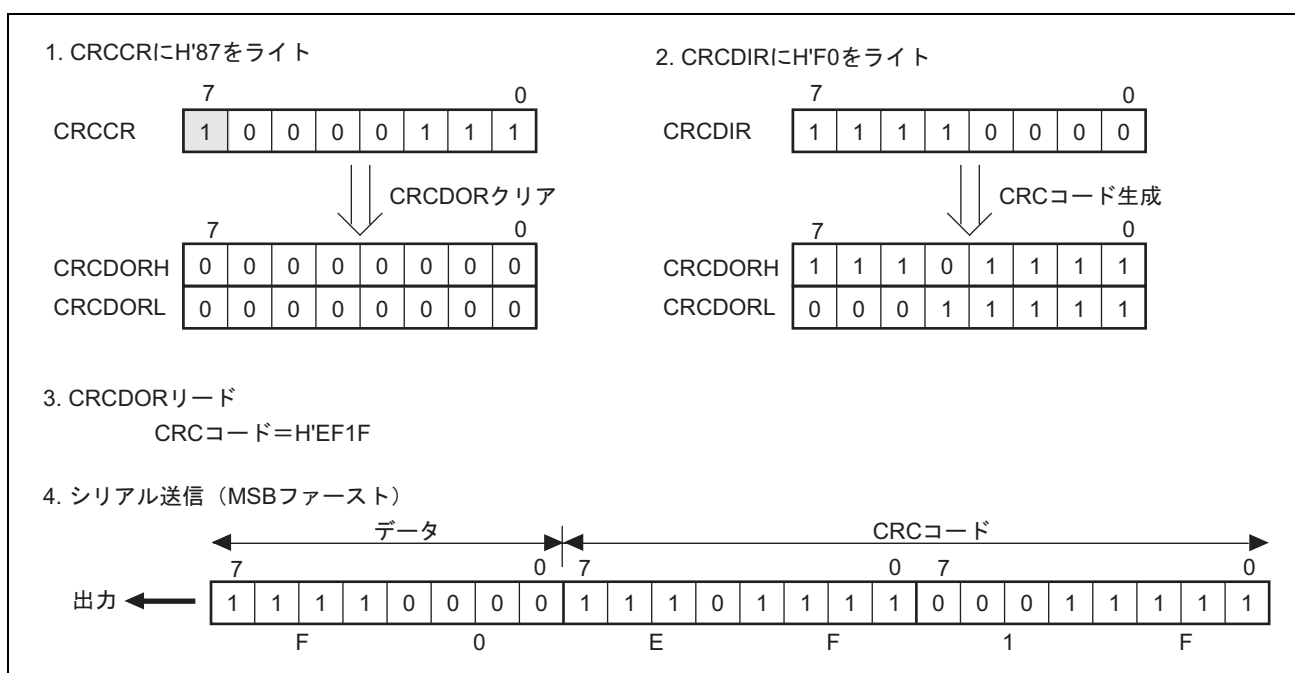 1. CRCCRにH'87をライト
7 0
CRCCR 1 0 0 0 0 1 1 1
CRCDORクリア
7 0
CRCDORH 0 0 0 0 0 0 0 0
CRCDORL 0 0 0 0 0 0 0 0
2. CRCDIRにH'F0をライト
7 0
CRCDIR 1 1 1 1 0 0 0 0
CRCコード生成
7 0
CRCDORH 1 1 1 0 1 1 1 1
CRCDORL 0 0 0 1 1 1 1 1
3. CRCDORリード
CRCコード＝H'EF1F
4. シリアル送信（MSBファースト）
データ CRCコード
7 0 7 0 7 0
出力 1 1 1 1 0 0 0 0 1 1 1 0 1 1 1 1 0 0 0 1 1 1 1 1
F 0 E F 1 F